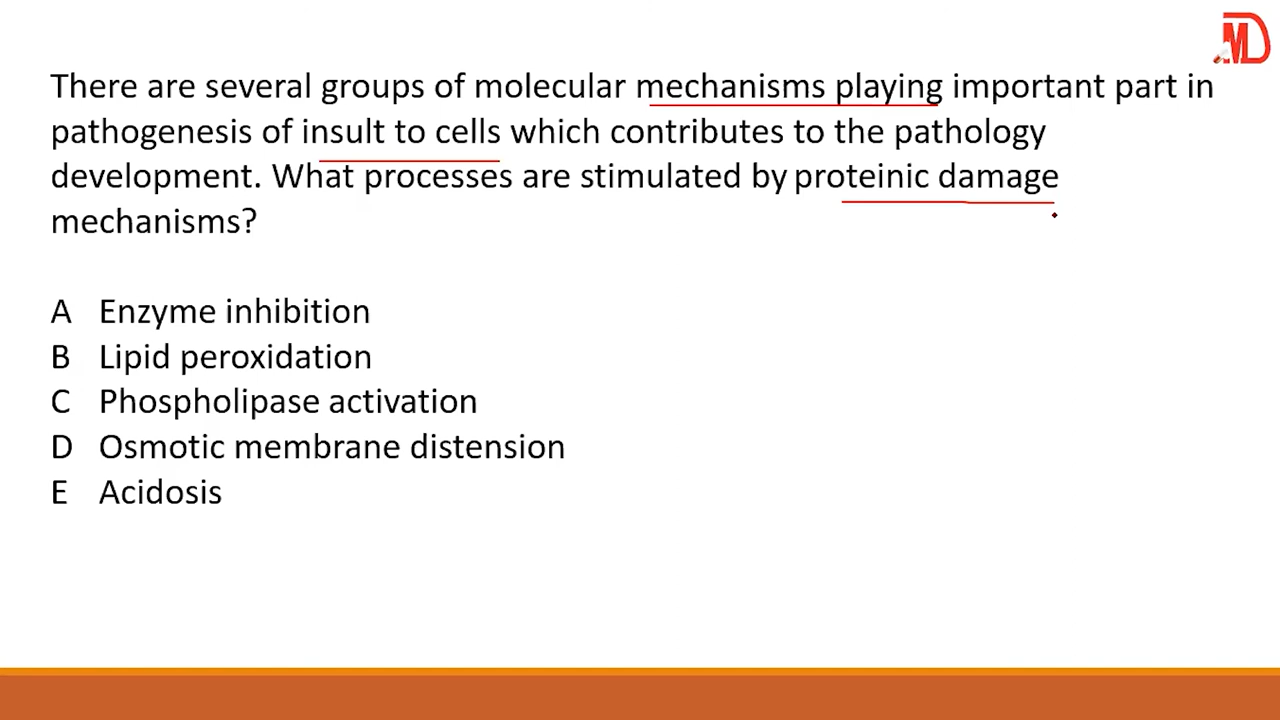 MD
There are several groups of molecular mechanisms playing important part in
pathogenesis of insult to cells which contributes to the pathology
development. What processes are stimulated by proteinic damage
mechanisms?
A Enzyme inhibition
B Lipid peroxidation
C Phospholipase activation
D Osmotic membrane distension
E Acidosis